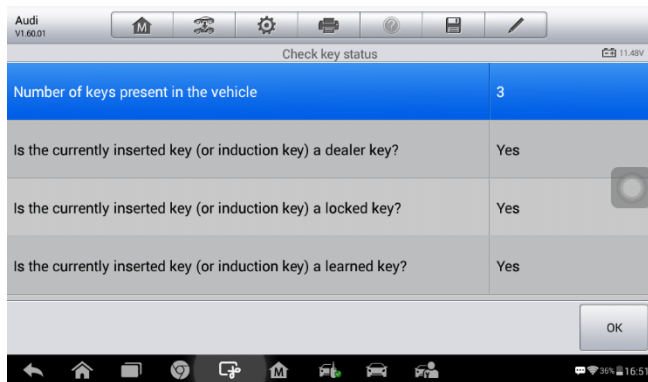 Audi
V1.60.01
Check key status
11.48V
Number of keys present in the vehicle 3
Is the currently inserted key (or induction key) a dealer key? Yes
Is the currently inserted key (or induction key) a locked key? Yes
Is the currently inserted key (or induction key) a learned key? Yes
OK
36% 16:51